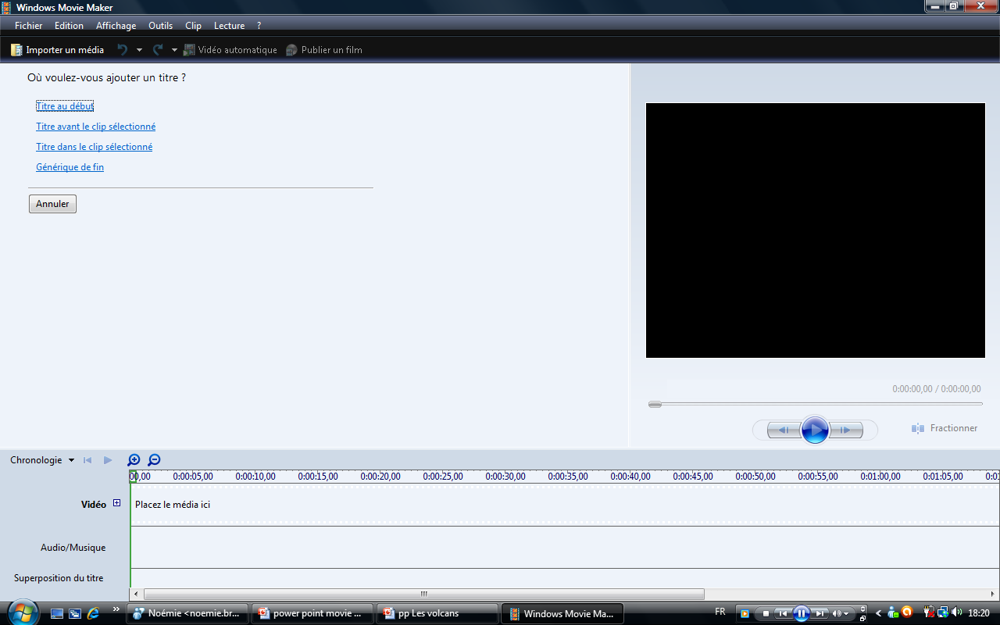 Windows Movie Maker
Fichier Edition Affichage Outils Clip Lecture ?
Importer un média Vidéo automatique Publier un film
Où voulez-vous ajouter un titre ?
Titre au début
Titre avant le clip sélectionné
Titre dans le clip sélectionné
Générique de fin
Annuler
0:00:00,00 / 0:00:00,00
Fractionner
Chronologie
00,00 0:00:05,00 0:00:10,00 0:00:15,00 0:00:20,00 0:00:25,00 0:00:30,00 0:00:35,00 0:00:40,00 0:00:45,00 0:00:50,00 0:00:55,00 0:01:00,00 0:01:05,00
Vidéo Placez le média ici
Audio/Musique
Superposition du titre
Noémie <noemie.br... power point movie ... pp Les volcans Windows Movie Ma... FR 18:20